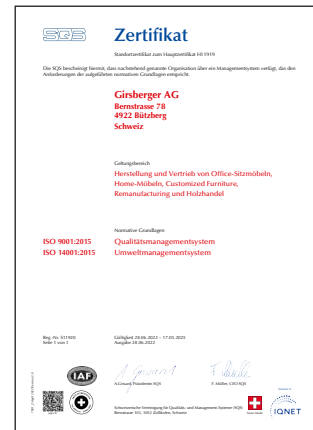 SQS
Zertifikat
Standortzertifikat zum Hauptzertifikat H11919
Die SQS bescheinigt hiermit, dass nachstehend genannte Organisation über ein Managementsystem verfügt, das den
Anforderungen der aufgeführten normativen Grundlagen entspricht.
Girsberger AG
Bernstrasse 78
4922 Bützberg
Schweiz
Geltungsbereich
Herstellung und Vertrieb von Office-Sitzmöbeln,
Home-Möbeln, Customized Furniture,
Remanufacturing und Holzhandel
Normative Grundlagen
ISO 9001:2015 Qualitätsmanagementsystem
ISO 14001:2015 Umweltmanagementsystem
Reg.-Nr. S11920 Gültigkeit 28.06.2022 – 17.05.2025
Seite 1 von 1 Ausgabe 28.06.2022
IAF
A.Grisard, Präsidentin SQS F. Müller, CEO SQS
Schweizerische Vereinigung für Qualitäts- und Management-Systeme (SQS)
Bernstrasse 103, 3052 Zollikofen, Schweiz
IQNET